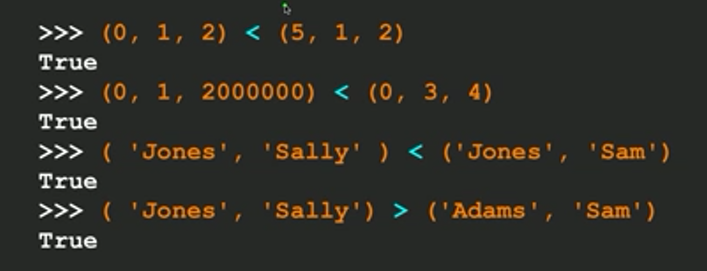 >>> (0, 1, 2) < (5, 1, 2)
True
>>> (0, 1, 2000000) < (0, 3, 4)
True
>>> ( 'Jones', 'Sally' ) < ('Jones', 'Sam')
True
>>> ( 'Jones', 'Sally') > ('Adams', 'Sam')
True